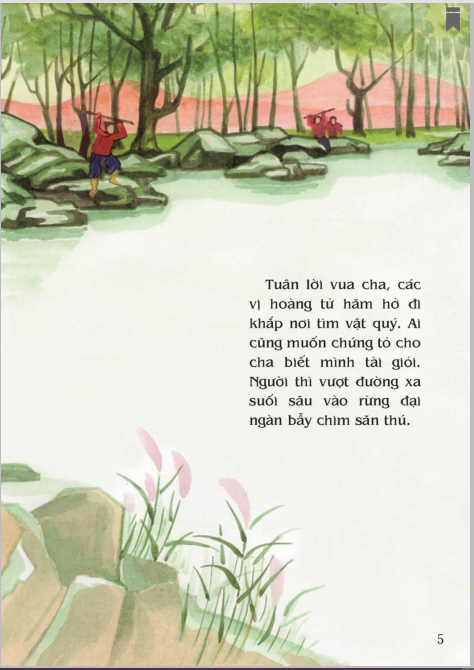 Tuân lời vua cha, các
vị hoàng tử hăm hở đi
khắp nơi tìm vật quý. Ai
cũng muốn chứng tỏ cho
cha biết mình tài giỏi.
Người thì vượt đường xa
suối sâu vào rừng đại
ngàn bẫy chim săn thú.
5